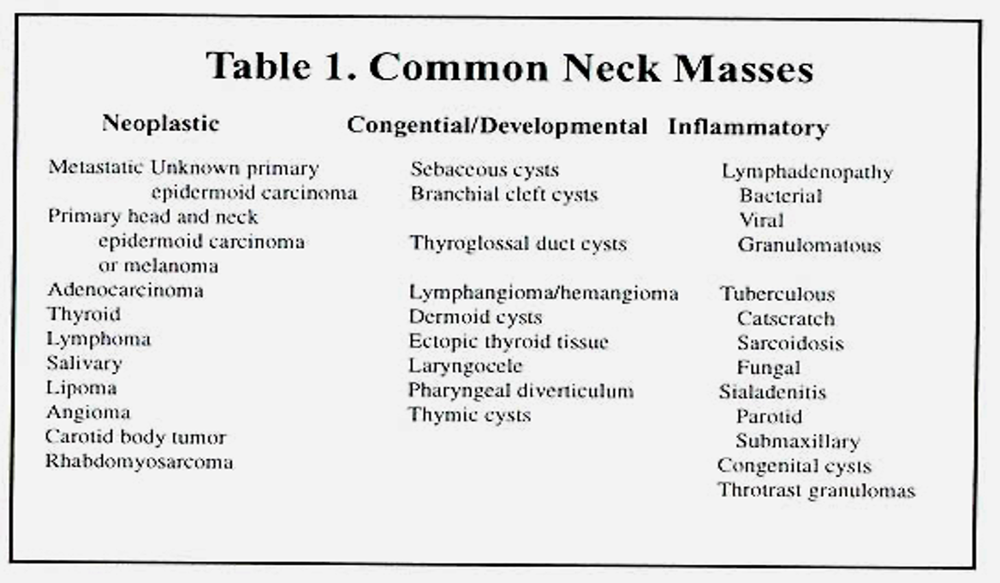 Table 1. Common Neck Masses
Neoplastic
Metastatic Unknown primary
epidermoid carcinoma
Primary head and neck
epidermoid carcinoma
or melanoma
Adenocarcinoma
Thyroid
Lymphoma
Salivary
Lipoma
Angioma
Carotid body tumor
Rhabdomyosarcoma
Congential/Developmental
Sebaceous cysts
Branchial cleft cysts
Thyroglossal duct cysts
Lymphangioma/hemangioma
Dermoid cysts
Ectopic thyroid tissue
Laryngocele
Pharyngeal diverticulum
Thymic cysts
Inflammatory
Lymphadenopathy
Bacterial
Viral
Granulomatous
Tuberculous
Catscratch
Sarcoidosis
Fungal
Sialadenitis
Parotid
Submaxillary
Congenital cysts
Throtrast granulomas